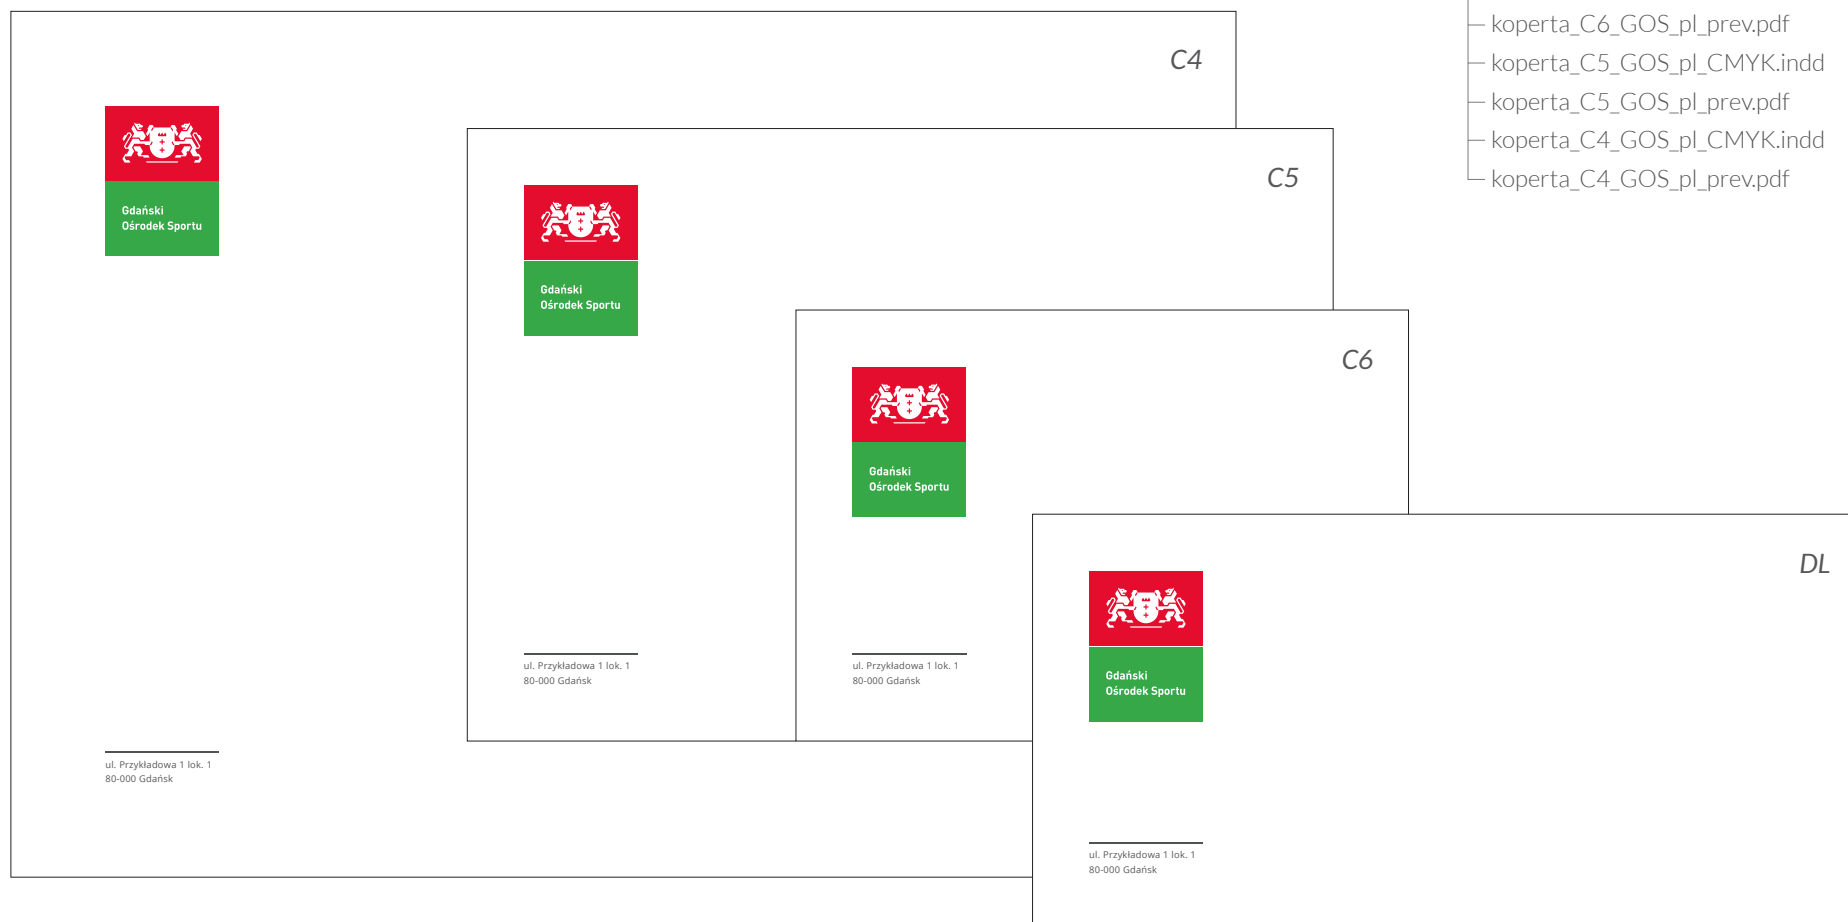 koperta_C6_GOS_pl_prev.pdf
koperta_C5_GOS_pl_CMYK.indd
koperta_C5_GOS_pl_prev.pdf
koperta_C4_GOS_pl_CMYK.indd
koperta_C4_GOS_pl_prev.pdf
C4
Gdański
Ośrodek Sportu
ul. Przykładowa 1 lok. 1
80-000 Gdańsk
C5
Gdański
Ośrodek Sportu
ul. Przykładowa 1 lok. 1
80-000 Gdańsk
C6
Gdański
Ośrodek Sportu
ul. Przykładowa 1 lok. 1
80-000 Gdańsk
DL
Gdański
Ośrodek Sportu
ul. Przykładowa 1 lok. 1
80-000 Gdańsk